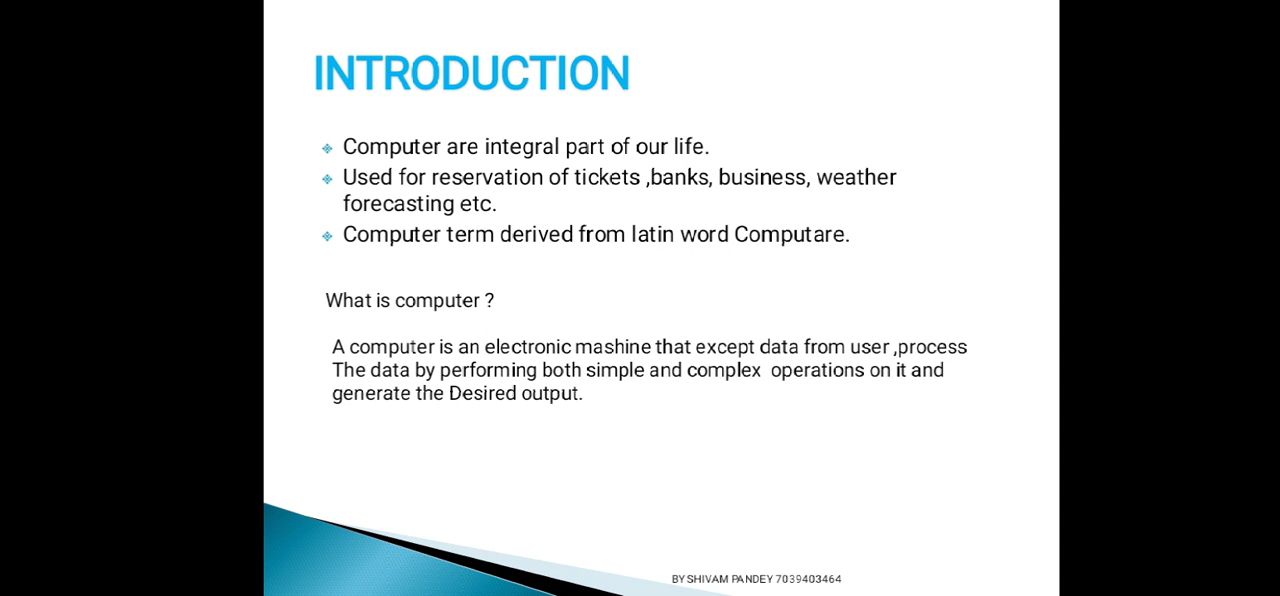 INTRODUCTION
Computer are integral part of our life.
Used for reservation of tickets ,banks, business, weather
forecasting etc.
Computer term derived from latin word Computare.
What is computer ?
A computer is an electronic mashine that except data from user ,process
The data by performing both simple and complex operations on it and
generate the Desired output.
BY SHIVAM PANDEY 7039403464